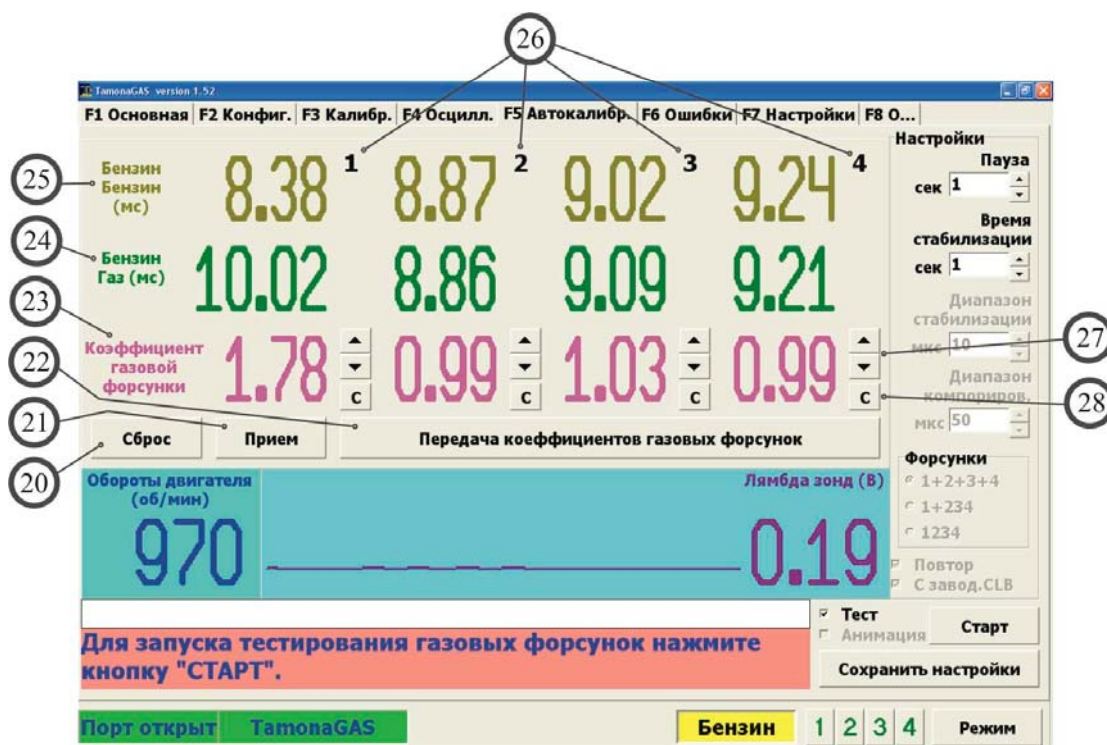 26
TamonaGAS version 1.52
F1 Основная F2 Конфиг. F3 Калибр. F4 Осцилл. F5 Автокалибр. F6 Ошибки F7 Настройки F8 О...
25
Бензин
Бензин
(мс)
8.38 1 8.87 2 9.02 3 9.24 4
24
Бензин
Газ (мс)
10.02 8.86 9.09 9.21
23
Коэффициент
газовой
форсунки
1.78 0.99 1.03 0.99
C C C C
27
28
22
21
20
Сброс Прием Передача коеффициентов газовых форсунок
Обороты двигателя
(об/мин)
970
Лямбда зонд (В)
0.19
Настройки
Пауза
сек 1
Время
стабилизации
сек 1
Диапазон
стабилизации
мкс 10
Диапазон
компориров.
мкс 50
Форсунки
1+2+3+4
1+234
1234
Повтор
С завод.CLB
Тест
Анимация
Старт
Для запуска тестирования газовых форсунок нажмите
кнопку "СТАРТ".
Сохранить настройки
Порт открыт TamonaGAS Бензин 1 2 3 4 Режим